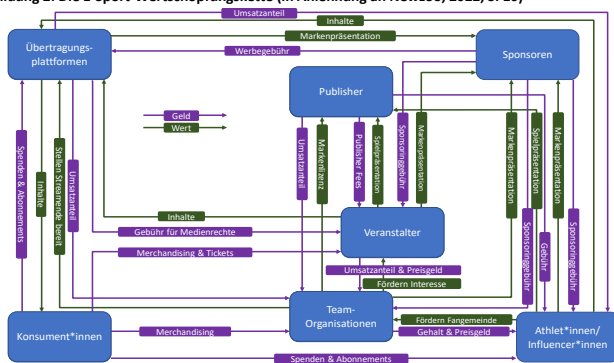 Umsatzanteil
Inhalte
Übertragungs-
plattformen
Markenpräsentation
Werbegebühr
Sponsoren
Publisher
Geld
Wert
Spenden & Abonnements
Inhalte
Stellen Streamende bereit
Umsatzanteil
Umsatzanteil
Markenlizenz
Publisher Fees
Spielpräsentation
Sponsoringgebühr
Markenpräsentation
Markenpräsentation
Sponsoringgebühr
Spielpräsentation
Gebühr
Markenpräsentation
Sponsoringgebühr
Inhalte
Gebühr für Medienrechte
Merchandising & Tickets
Veranstalter
Umsatzanteil & Preisgeld
Fördern Interesse
Konsument*innen
Merchandising
Team-
Organisationen
Fördern Fangemeinde
Gehalt & Preisgeld
Athlet*innen/
Influencer*innen
Spenden & Abonnements